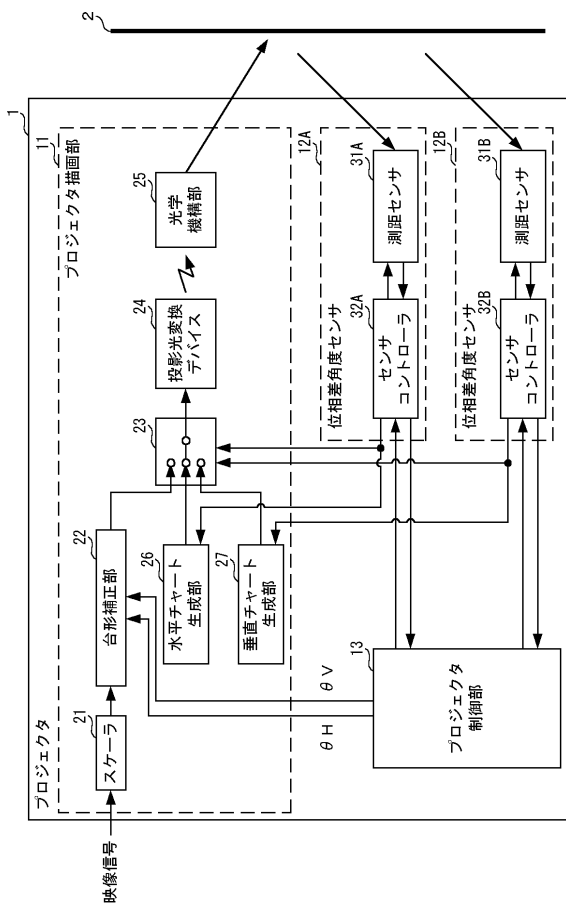 プロジェクタ
1
2
プロジェクタ描画部
11
映像信号
スケーラ
21
台形補正部
22
23
投影光変換
デバイス
24
光学
機構部
25
水平チャート
生成部
26
垂直チャート
生成部
27
θH
θV
プロジェクタ
制御部
13
位相差角度センサ
12A
センサ
コントローラ
32A
測距センサ
31A
位相差角度センサ
12B
センサ
コントローラ
32B
測距センサ
31B